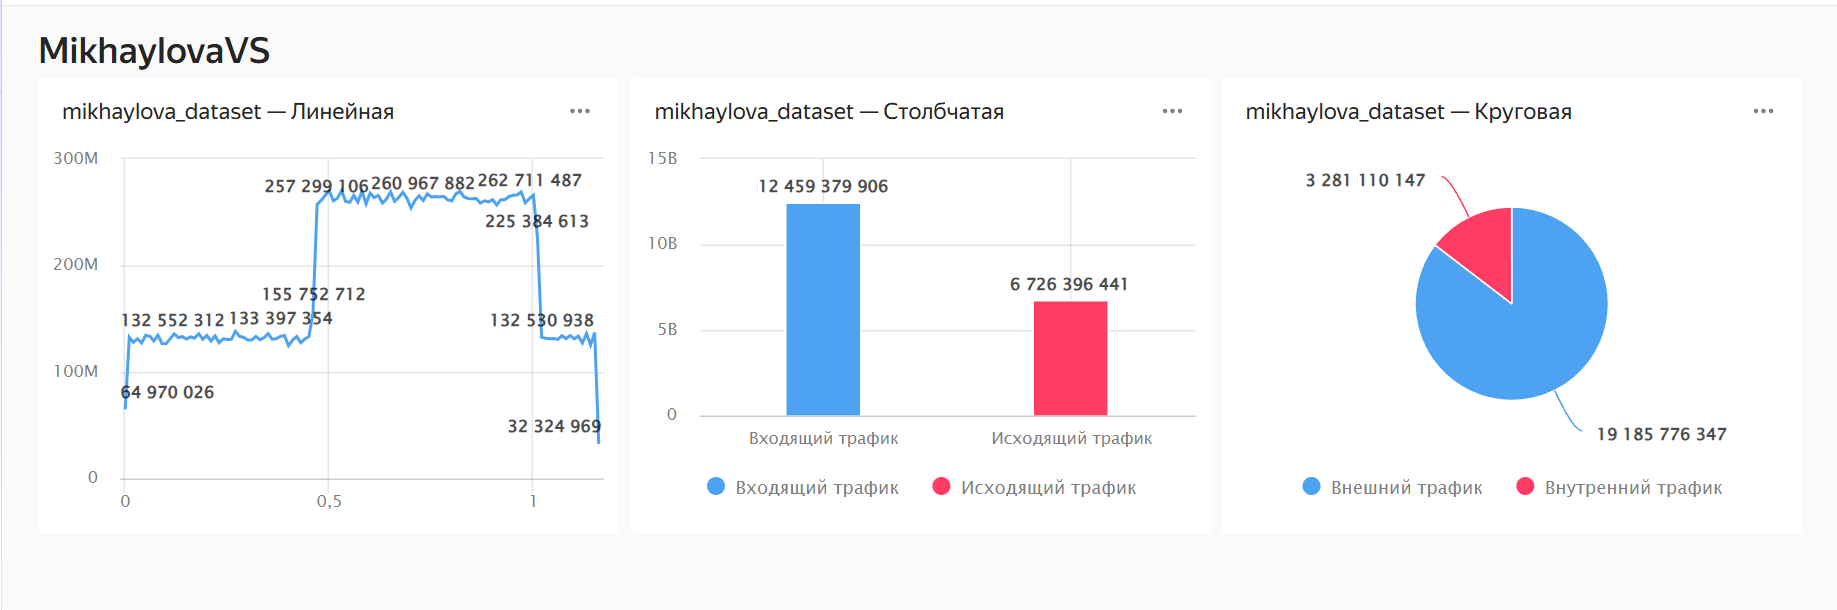 MikhaylovaVS
mikhaylova_dataset — Линейная
300M
257 299 106 260 967 882 262 711 487
225 384 613
200M
155 752 712
132 552 312 133 397 354 132 530 938
100M
64 970 026
32 324 969
0
0 0,5 1
mikhaylova_dataset — Столбчатая
15B
12 459 379 906
10B
6 726 396 441
5B
0
Входящий трафик Исходящий трафик
Входящий трафик Исходящий трафик
mikhaylova_dataset — Круговая
3 281 110 147
19 185 776 347
Внешний трафик Внутренний трафик